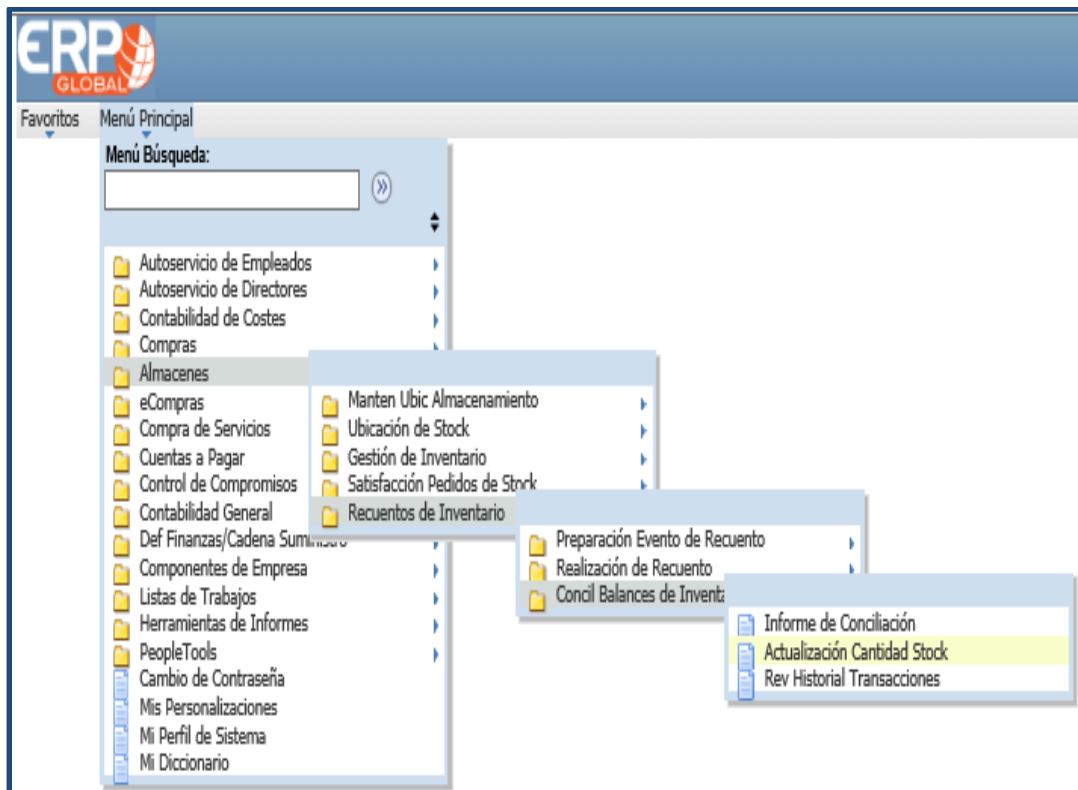 ERP
GLOBAL
Favoritos Menú Principal
Menú Búsqueda:
Autoservicio de Empleados
Autoservicio de Directores
Contabilidad de Costes
Compras
Almacenes
eCompras
Compra de Servicios
Cuentas a Pagar
Control de Compromisos
Contabilidad General
Def Finanzas/Cadena Suministro
Componentes de Empresa
Listas de Trabajos
Herramientas de Informes
PeopleTools
Cambio de Contraseña
Mis Personalizaciones
Mi Perfil de Sistema
Mi Diccionario
Manten Ubic Almacenamiento
Ubicación de Stock
Gestión de Inventario
Satisfacción Pedidos de Stock
Recuentos de Inventario
Preparación Evento de Recuento
Realización de Recuento
Concil Balances de Inventa
Informe de Conciliación
Actualización Cantidad Stock
Rev Historial Transacciones